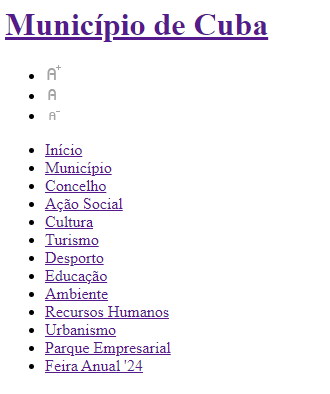 Município de Cuba
A+
A
A-
Início
Município
Concelho
Ação Social
Cultura
Turismo
Desporto
Educação
Ambiente
Recursos Humanos
Urbanismo
Parque Empresarial
Feira Anual '24